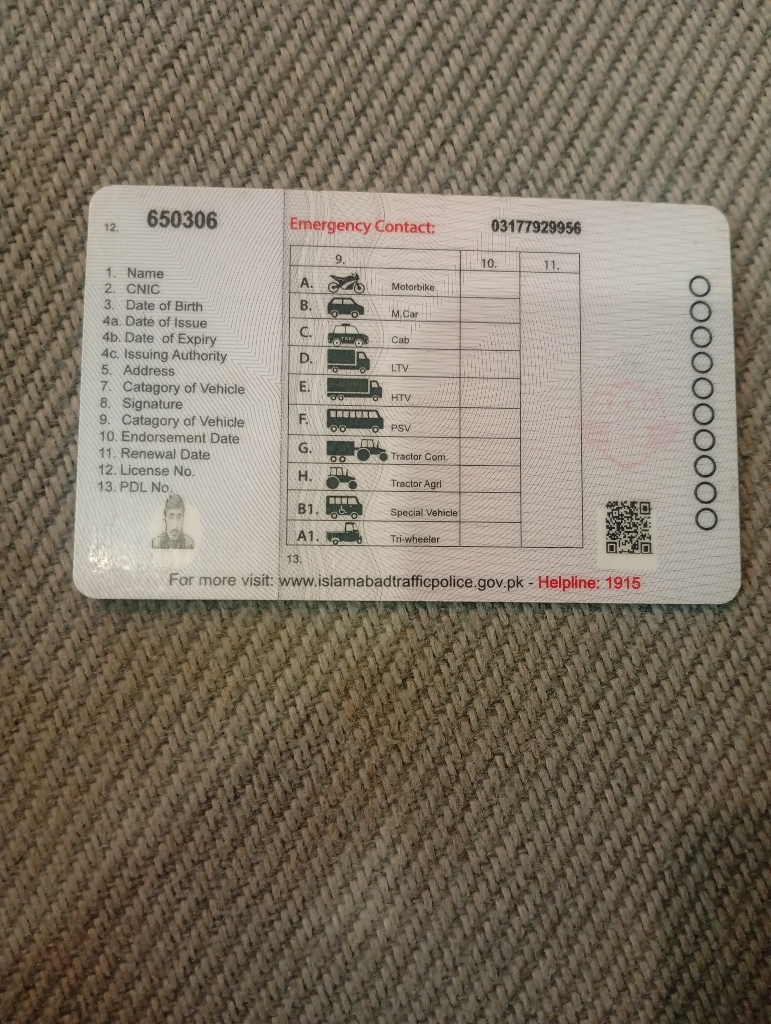 12. 650306
Emergency Contact: 03177929956
1. Name
2. CNIC
3. Date of Birth
4a. Date of Issue
4b. Date of Expiry
4c. Issuing Authority
5. Address
7. Catagory of Vehicle
8. Signature
9. Catagory of Vehicle
10. Endorsement Date
11. Renewal Date
12. License No.
13. PDL No.
9. 10. 11.
A. Motorbike
B. M.Car
C. TAXI Cab
D. LTV
E. HTV
F. PSV
G. Tractor Com.
H. Tractor Agri
B1. Special Vehicle
A1. Tri-wheeler
13.
For more visit: www.islamabadtrafficpolice.gov.pk - Helpline: 1915